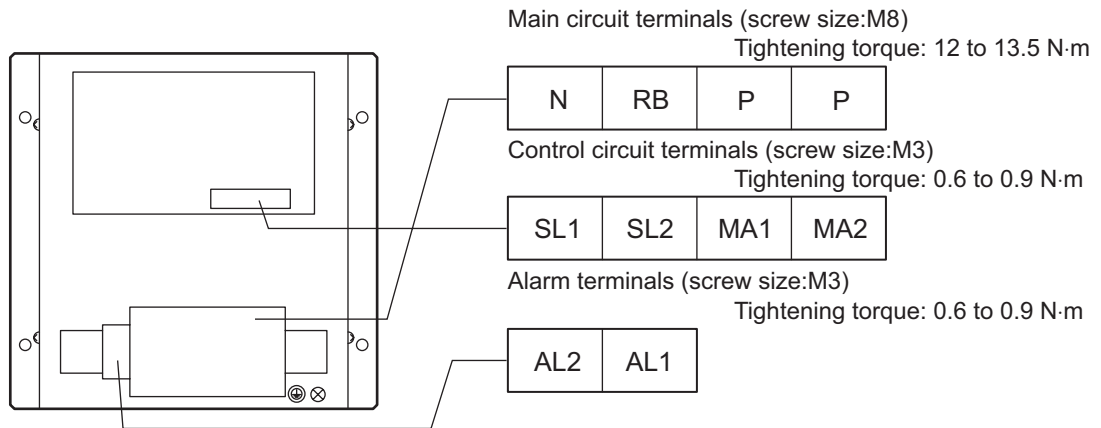 Main circuit terminals (screw size:M8)
Tightening torque: 12 to 13.5 N·m
N RB P P
Control circuit terminals (screw size:M3)
Tightening torque: 0.6 to 0.9 N·m
SL1 SL2 MA1 MA2
Alarm terminals (screw size:M3)
Tightening torque: 0.6 to 0.9 N·m
AL2 AL1